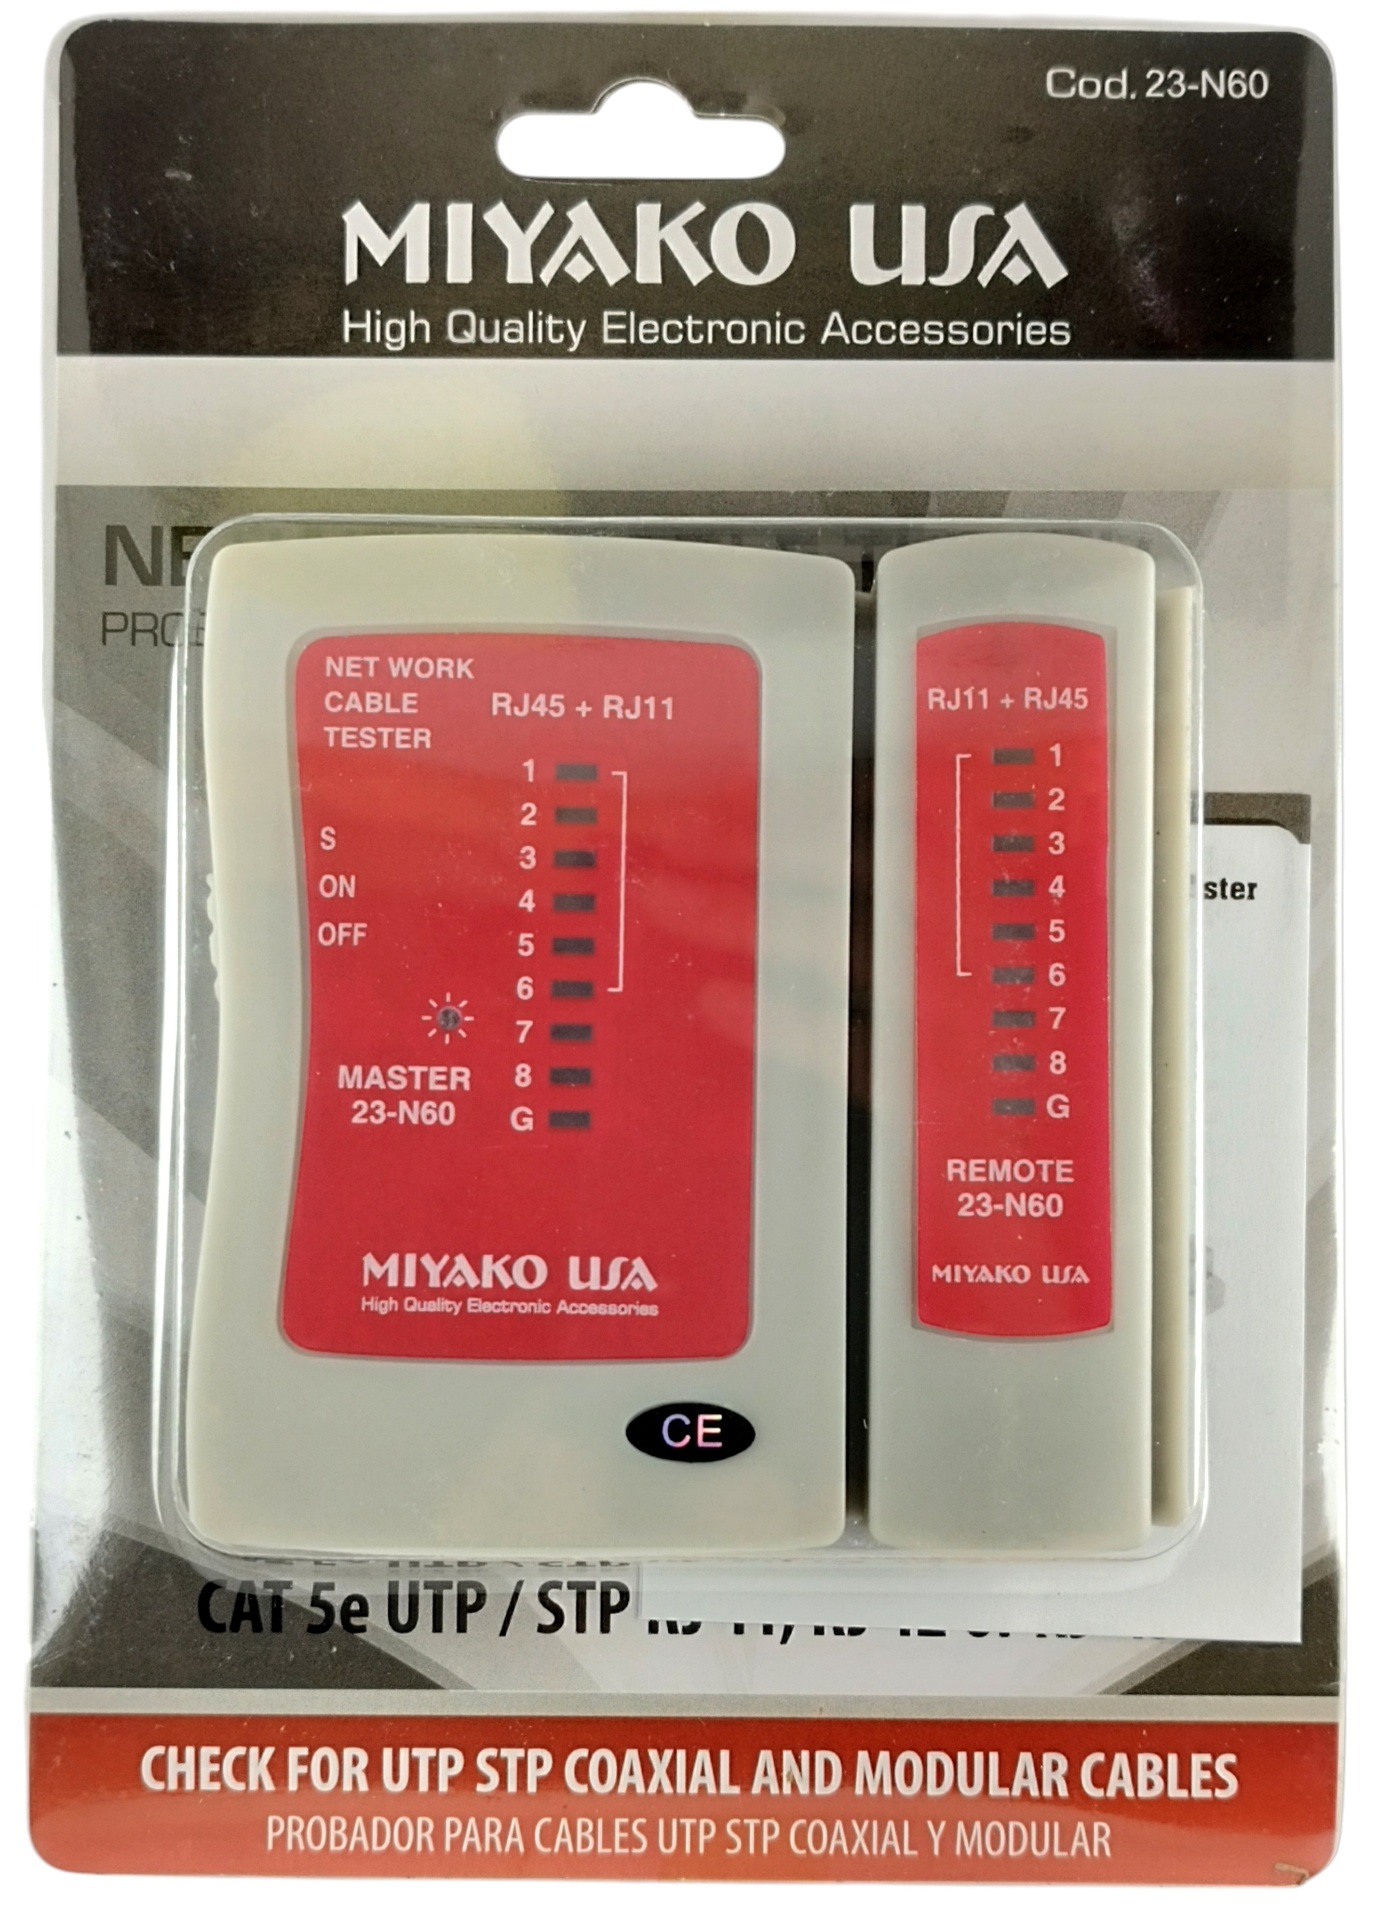 Cod. 23-N60
MIYAKO USA
High Quality Electronic Accessories
NET WORK
CABLE
TESTER
RJ45 + RJ11
1
2
3
4
5
6
7
8
G
S
ON
OFF
MASTER
23-N60
MIYAKO USA
High Quality Electronic Accessories
CE
RJ11 + RJ45
1
2
3
4
5
6
7
8
G
REMOTE
23-N60
MIYAKO USA
ster
CAT 5e UTP / STP
CHECK FOR UTP STP COAXIAL AND MODULAR CABLES
PROBADOR PARA CABLES UTP STP COAXIAL Y MODULAR